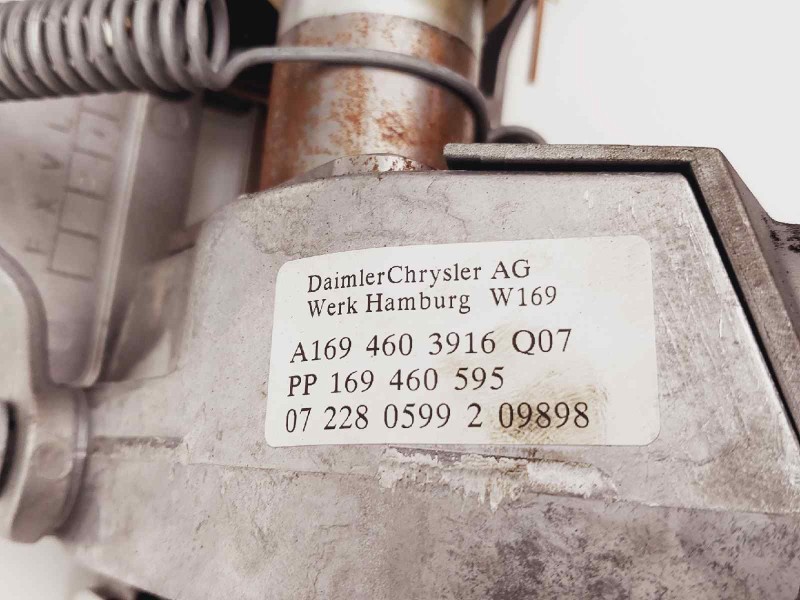 DaimlerChrysler AG
Werk Hamburg W169
A169 460 3916 Q07
PP 169 460 595
07 228 0599 2 09898